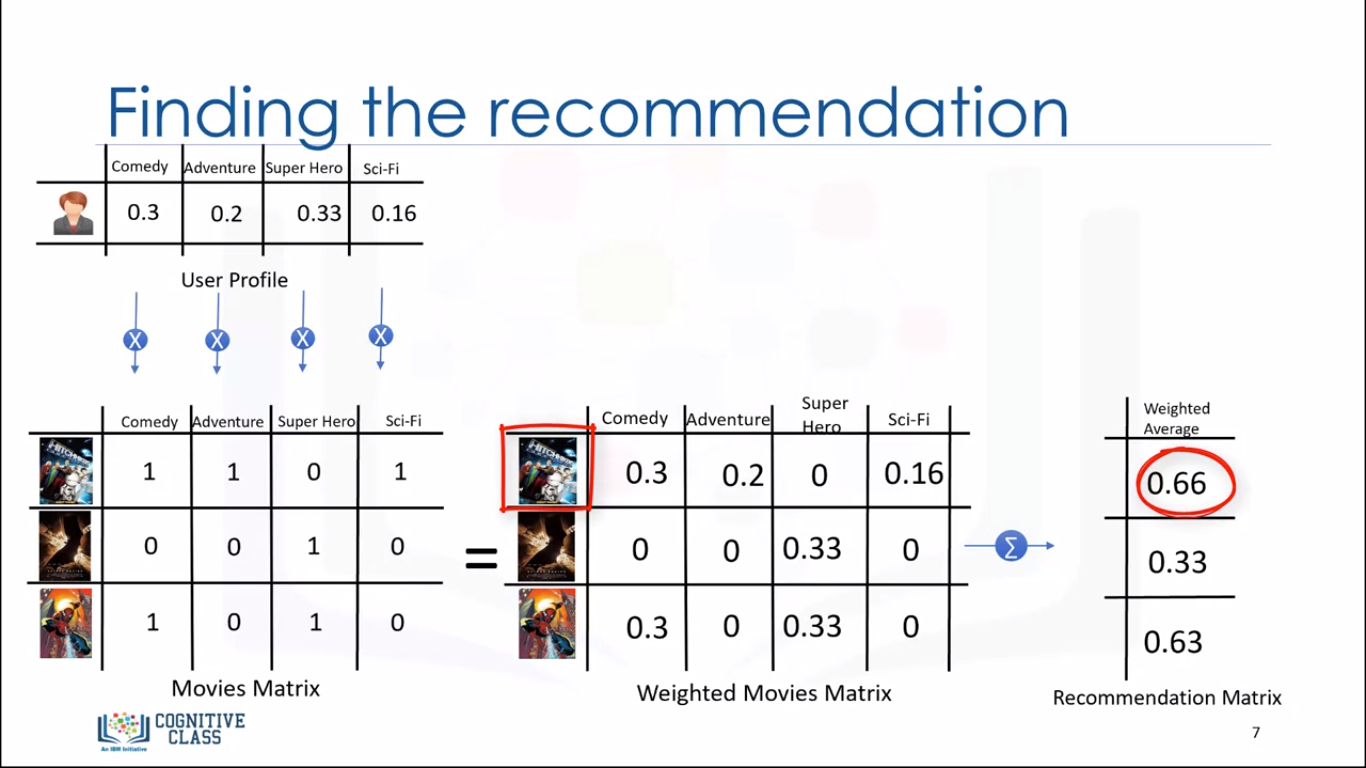 Finding the recommendation
Comedy Adventure Super Hero Sci-Fi
0.3 0.2 0.33 0.16
User Profile
X X X X
Comedy Adventure Super Hero Sci-Fi
1 1 0 1
0 0 1 0
1 0 1 0
Movies Matrix
=
Comedy Adventure Super Hero Sci-Fi
0.3 0.2 0 0.16
0 0 0.33 0
0.3 0 0.33 0
Weighted Movies Matrix
Σ
Weighted
Average
0.66
0.33
0.63
Recommendation Matrix
COGNITIVE
CLASS
An IBM Initiative
7